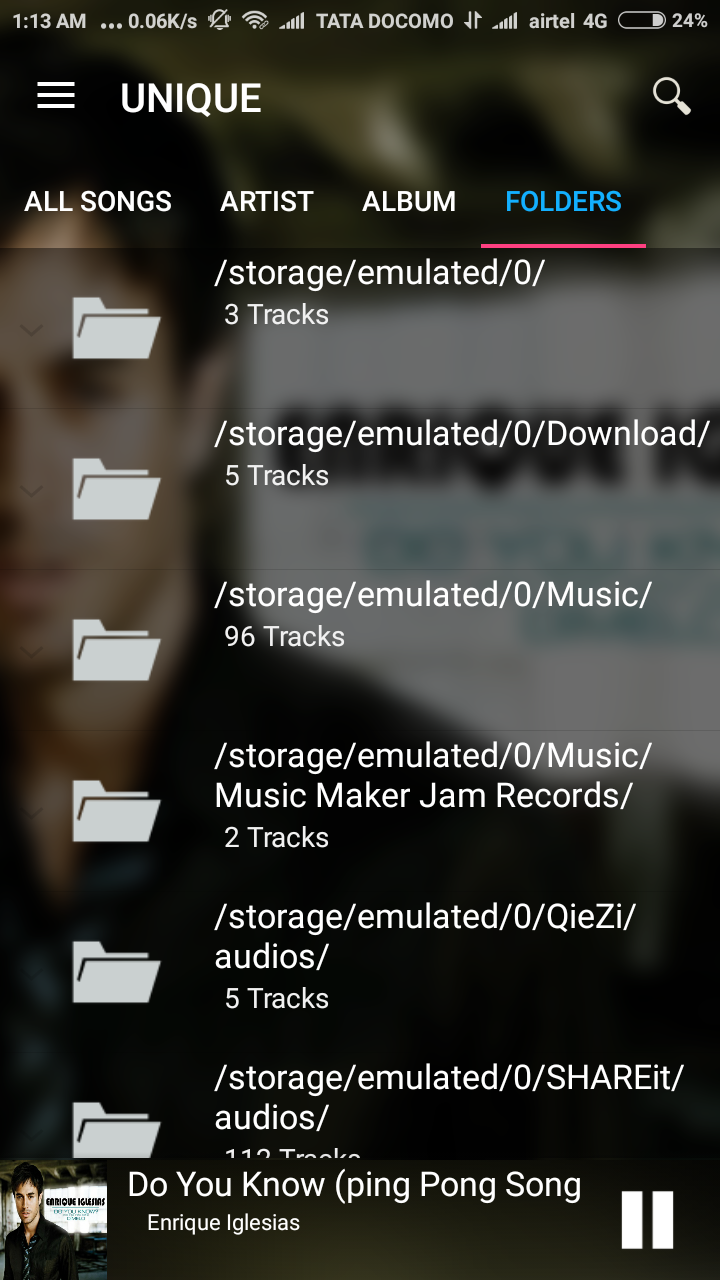 1:13 AM ... 0.06K/s TATA DOCOMO airtel 4G 24%
UNIQUE
ALL SONGS ARTIST ALBUM FOLDERS
/storage/emulated/0/
3 Tracks
/storage/emulated/0/Download/
5 Tracks
/storage/emulated/0/Music/
96 Tracks
/storage/emulated/0/Music/
Music Maker Jam Records/
2 Tracks
/storage/emulated/0/QieZi/
audios/
5 Tracks
/storage/emulated/0/SHAREit/
audios/
Tracks
Do You Know (ping Pong Song
Enrique Iglesias
ENRIQUE IGLESIAS
DO YOU KNOW?